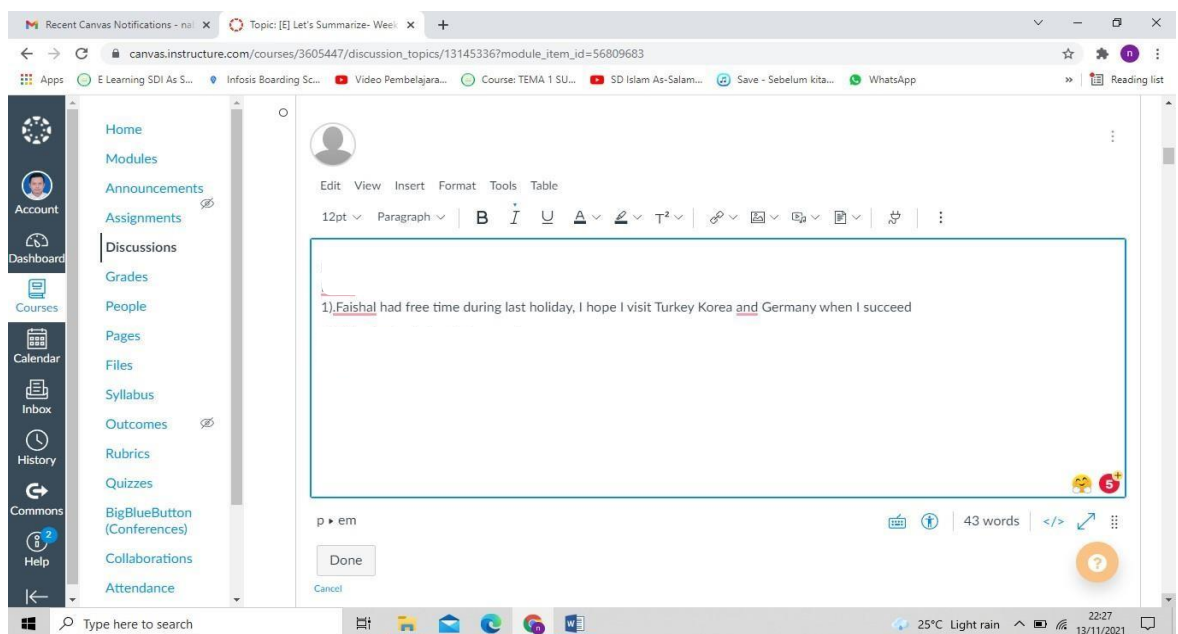 Recent Canvas Notifications - nat
Topic: [E] Let's Summarize- Week
canvas.instructure.com/courses/3605447/discussion_topics/13145336?module_item_id=56809683
n
Apps
E Learning SDI As S...
Infosis Boarding Sc...
Video Pembelajara...
Course: TEMA 1 SU...
SD Islam As-Salam...
Save - Sebelum kita...
WhatsApp
»
Reading list
Account
Dashboard
Courses
Calendar
Inbox
History
Commons
2
Help
Home
Modules
Announcements
Assignments
Discussions
Grades
People
Pages
Files
Syllabus
Outcomes
Rubrics
Quizzes
BigBlueButton
(Conferences)
Collaborations
Attendance
Edit View Insert Format Tools Table
12pt Paragraph B I U A T²
1).Faishal had free time during last holiday, I hope I visit Turkey Korea and Germany when I succeed
5
p ▸ em
43 words </>
Done
Cancel
?
Type here to search
25°C Light rain
22:27
13/11/2021